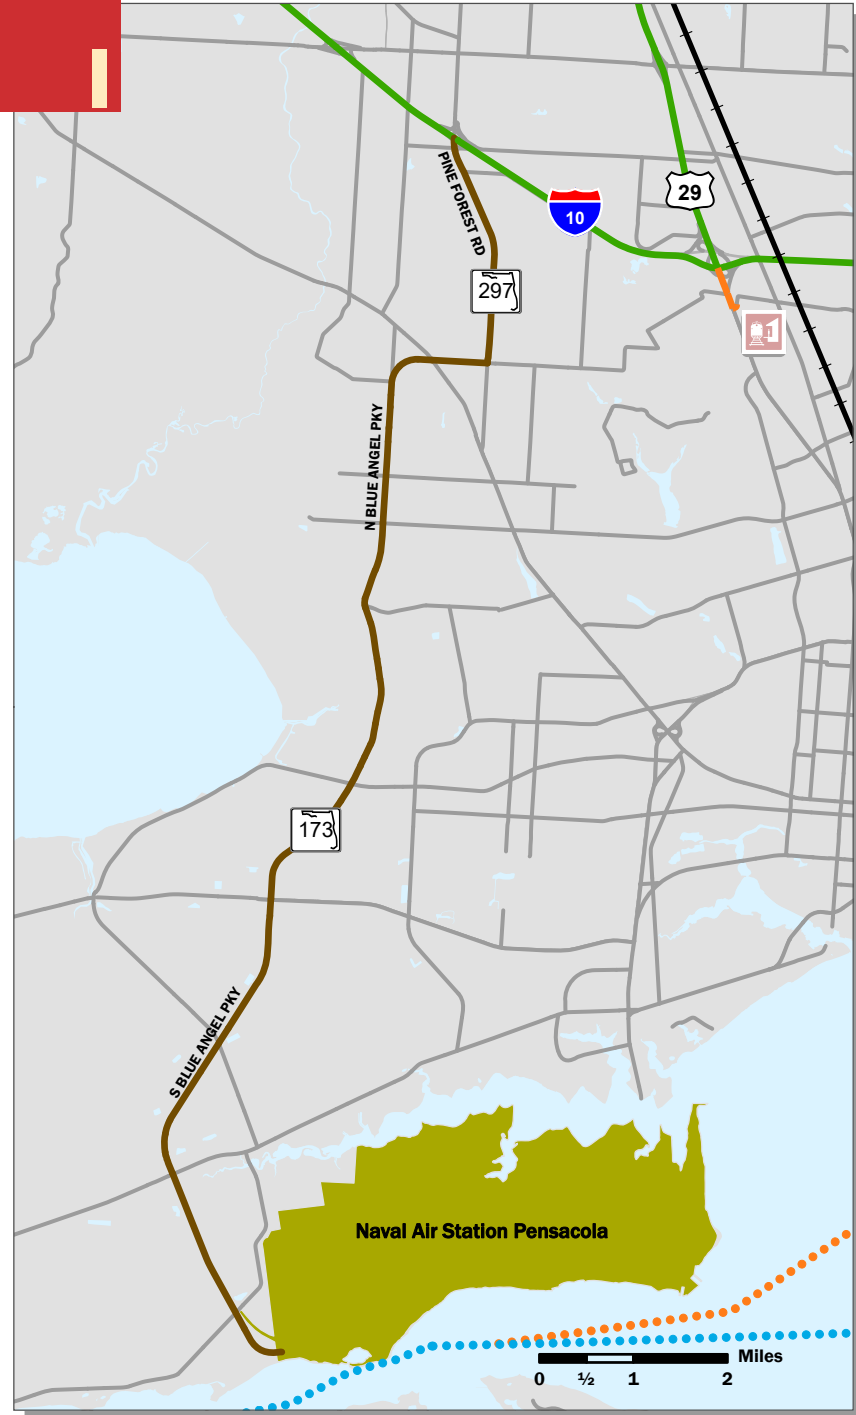 29
10
PINE FOREST RD
297
N BLUE ANGEL PKY
173
S BLUE ANGEL PKY
Naval Air Station Pensacola
Miles
0 ½ 1 2